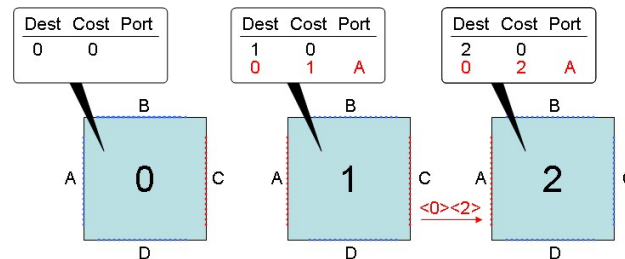 Dest Cost Port
0 0
Dest Cost Port
1 0
0 1 A
Dest Cost Port
2 0
0 2 A
B
A 0 C
D
B
A 1 C
D
<0><2>
B
A 2 C
D